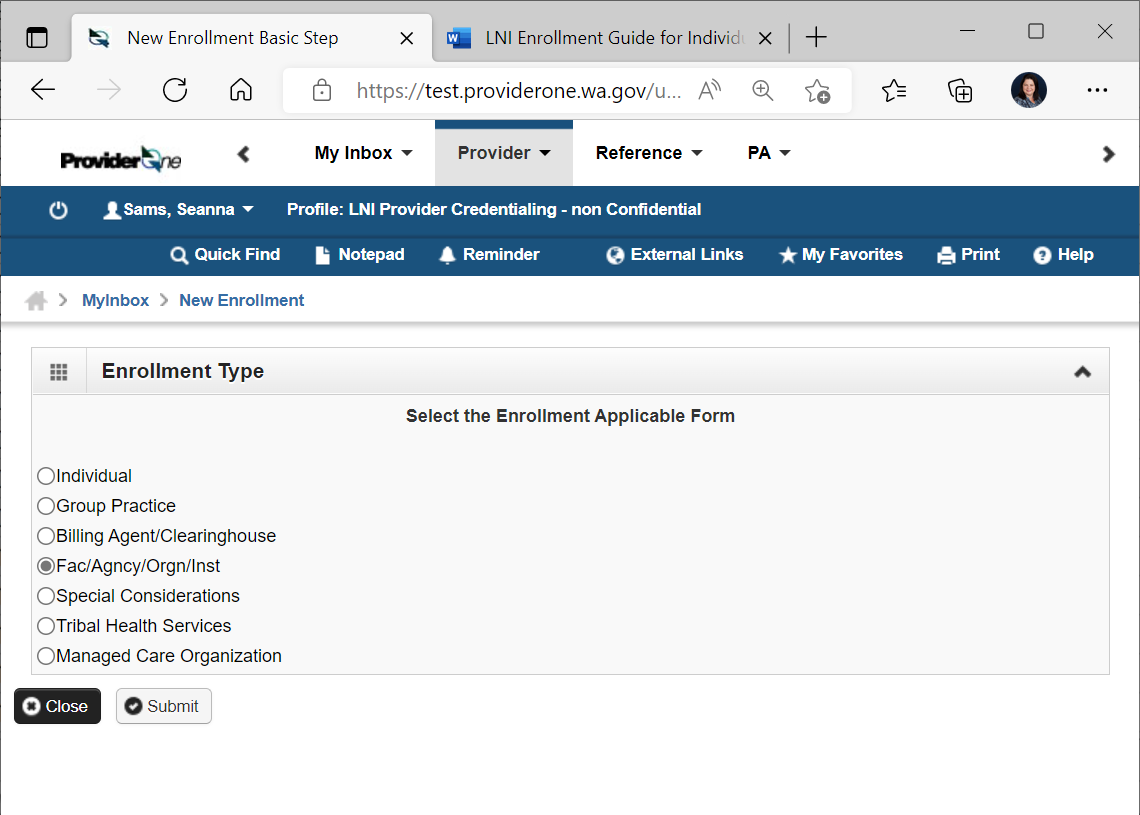 New Enrollment Basic Step
LNI Enrollment Guide for Individu
https://test.providerone.wa.gov/u...
ProviderOne
My Inbox
Provider
Reference
PA
Sams, Seanna
Profile: LNI Provider Credentialing - non Confidential
Quick Find
Notepad
Reminder
External Links
My Favorites
Print
Help
MyInbox > New Enrollment
Enrollment Type
Select the Enrollment Applicable Form
Individual
Group Practice
Billing Agent/Clearinghouse
Fac/Agncy/Orgn/Inst
Special Considerations
Tribal Health Services
Managed Care Organization
Close
Submit